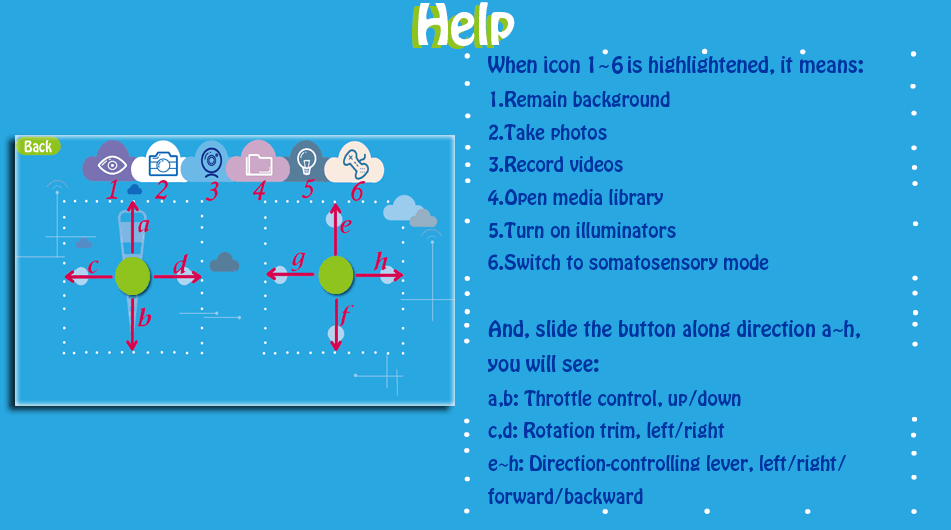 Help
Back
1 2 3 4 5 6
a
e
c d
g h
b
f
When icon 1~6 is highlightened, it means:
1.Remain background
2.Take photos
3.Record videos
4.Open media library
5.Turn on illuminators
6.Switch to somatosensory mode
And, slide the button along direction a~h,
you will see:
a,b: Throttle control, up/down
c,d: Rotation trim, left/right
e~h: Direction-controlling lever, left/right/
forward/backward